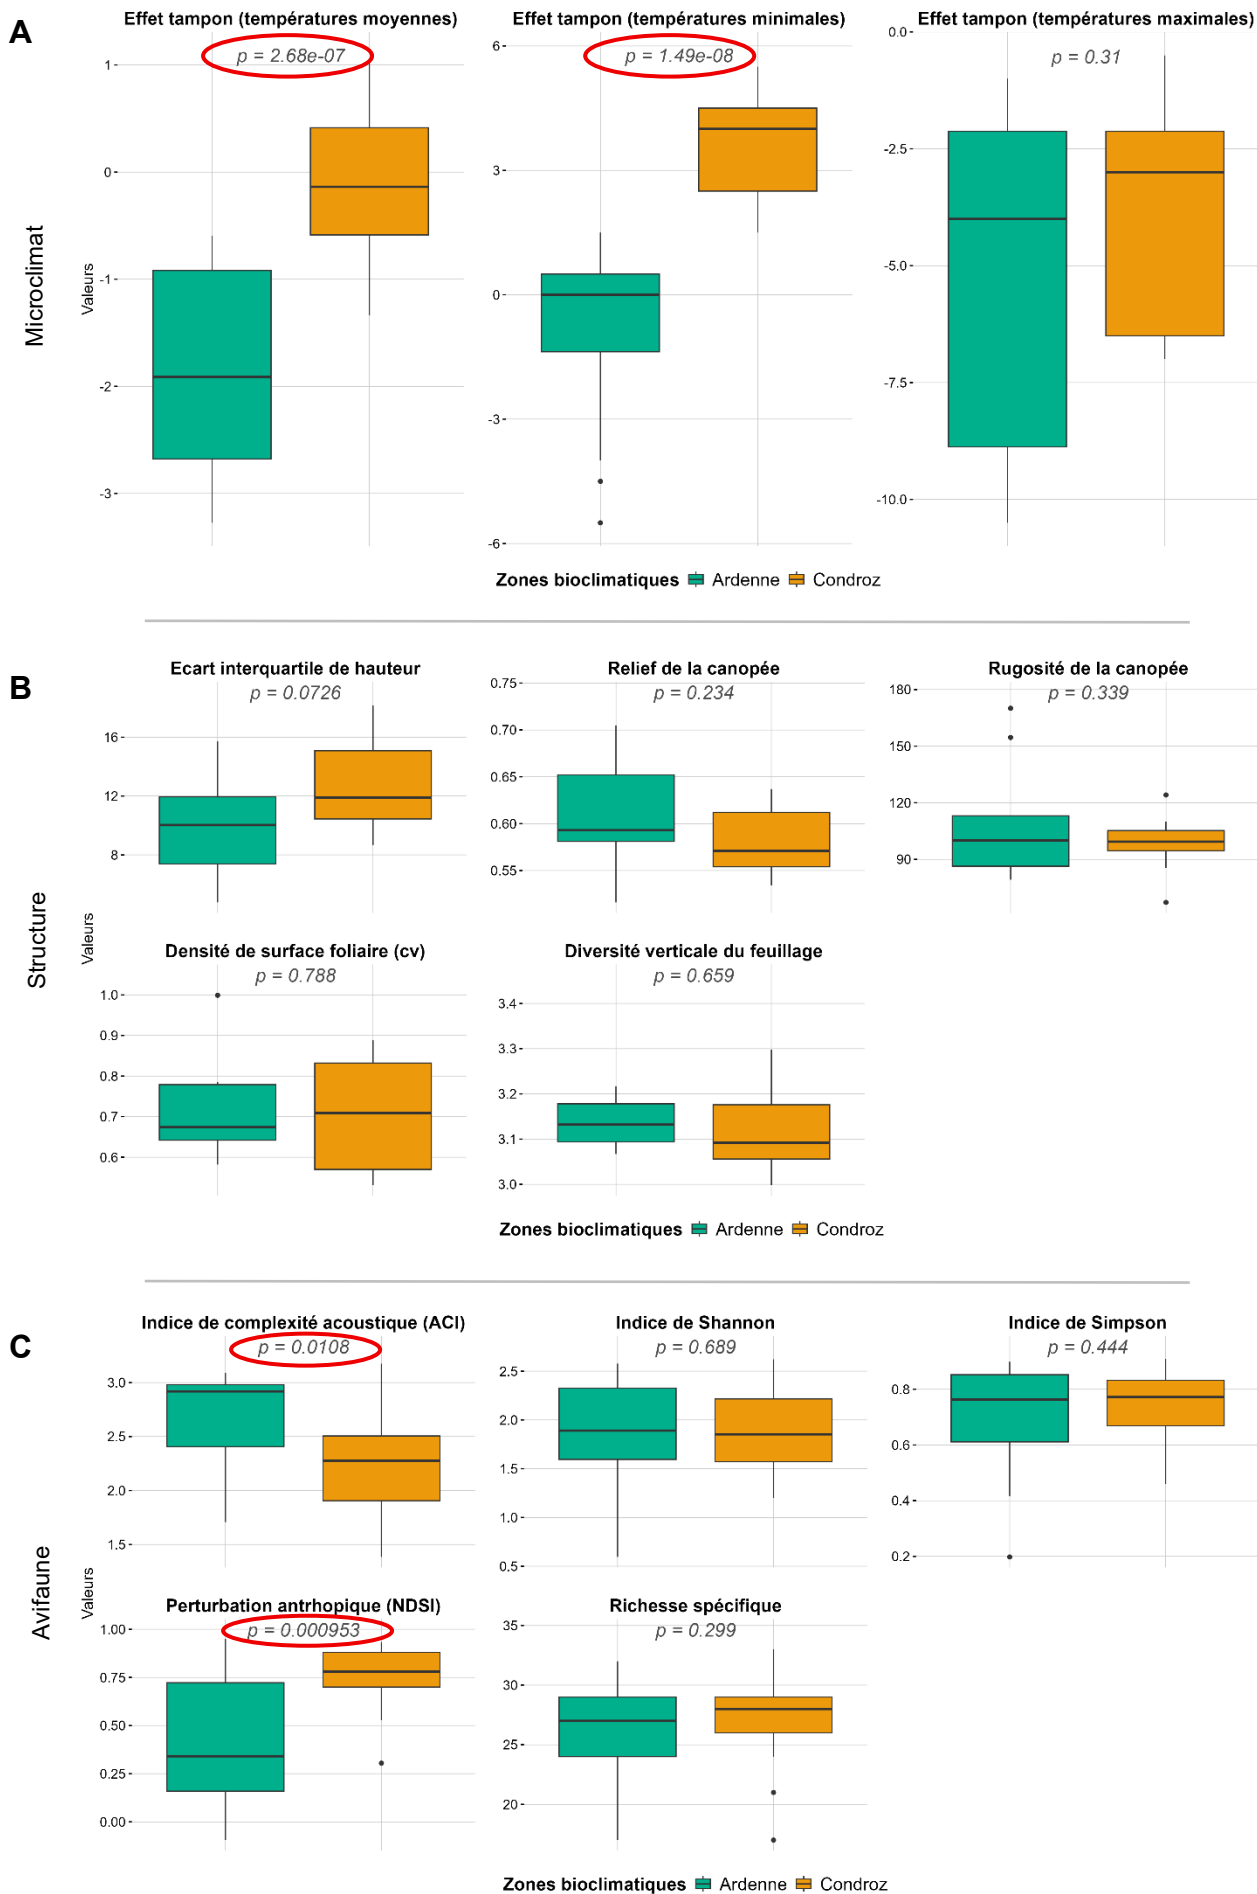 A
Effet tampon (températures moyennes)
Effet tampon (températures minimales)
Effet tampon (températures maximales)
p = 2.68e-07
p = 1.49e-08
p = 0.31
Microclimat
Valeurs
1
0
-1
-2
-3
6
3
0
-3
-6
0.0
-2.5
-5.0
-7.5
-10.0
Zones bioclimatiques Ardenne Condroz
B
Ecart interquartile de hauteur
Relief de la canopée
Rugosité de la canopée
p = 0.0726
p = 0.234
p = 0.339
16
12
8
0.75
0.70
0.65
0.60
0.55
180
150
120
90
Structure
Valeurs
Densité de surface foliaire (cv)
Diversité verticale du feuillage
p = 0.788
p = 0.659
1.0
0.9
0.8
0.7
0.6
3.4
3.3
3.2
3.1
3.0
Zones bioclimatiques Ardenne Condroz
C
Indice de complexité acoustique (ACI)
Indice de Shannon
Indice de Simpson
p = 0.0108
p = 0.689
p = 0.444
3.0
2.5
2.0
1.5
2.5
2.0
1.5
1.0
0.5
0.8
0.6
0.4
0.2
Avifaune
Valeurs
Perturbation antrhopique (NDSI)
Richesse spécifique
p = 0.000953
p = 0.299
1.00
0.75
0.50
0.25
0.00
35
30
25
20
Zones bioclimatiques Ardenne Condroz